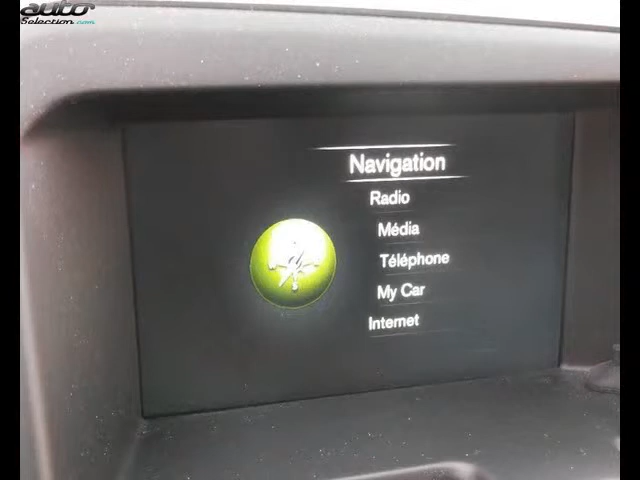 auto
Selection.com
Navigation
Radio
Média
Téléphone
My Car
Internet